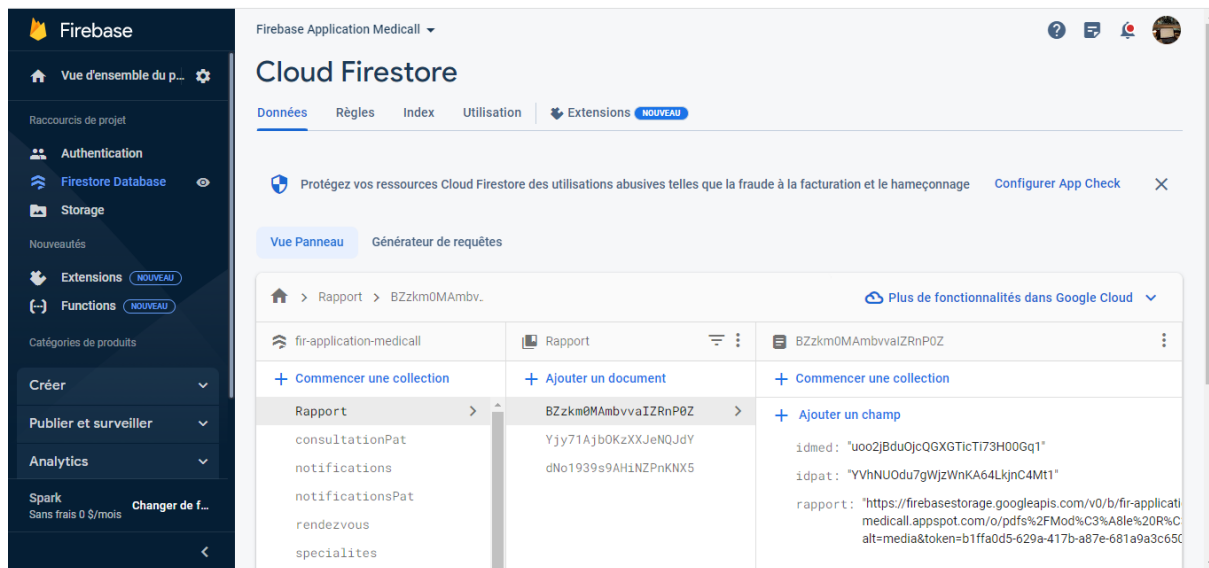 Firebase
Vue d'ensemble du p...
Raccourcis de projet
Authentication
Firestore Database
Storage
Nouveautés
Extensions NOUVEAU
Functions NOUVEAU
Catégories de produits
Créer
Publier et surveiller
Analytics
Spark
Sans frais 0 $/mois
Changer de f...
Firebase Application Medicall
Cloud Firestore
Données Règles Index Utilisation Extensions NOUVEAU
Protégez vos ressources Cloud Firestore des utilisations abusives telles que la fraude à la facturation et le hameçonnage Configurer App Check
Vue Panneau Générateur de requêtes
Rapport > BZzkm0MAmbv..
Plus de fonctionnalités dans Google Cloud
fir-application-medicall
Commencer une collection
Rapport
consultationPat
notifications
notificationsPat
rendezvous
specialites
Rapport
Ajouter un document
BZzkm0MAmbvvaIZRnP0Z
Yjy71AjbOKzXXJeNQJdY
dNo1939s9AHiNZPnKNX5
BZzkm0MAmbvvaIZRnP0Z
Commencer une collection
Ajouter un champ
idmed: "uoo2jBduOjcQGXGTicTi73H00Gq1"
idpat: "YVhNUOdu7gWjzWnKA64LkjnC4Mt1"
rapport: "https://firebasestorage.googleapis.com/v0/b/fir-applicati
medicall.appspot.com/o/pdfs%2FMod%C3%A8le%20R%C
alt=media&token=b1ffa0d5-629a-417b-a87e-681a9a3c650